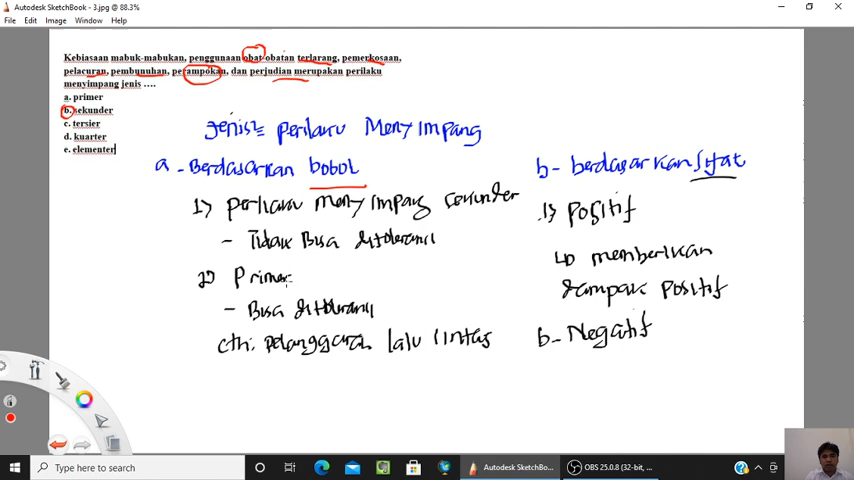 Autodesk SketchBook - 3.jpg @ 88.3%
File Edit Image Window Help
Kebiasaan mabuk-mabukan, penggunaan obat-obatan terlarang, pemerkosaan,
pelacuran, pembunuhan, perampokan, dan perjudian merupakan perilaku
menyimpang jenis ....
a. primer
b. sekunder
c. tersier
d. kuarter
e. elementer
Jenis2 Perilaku Menyimpang
a - Berdasarkan bobot
1) Perilaku Menyimpang sekunder
- Tidak Bisa ditoleransi
2) Primer
- Bisa ditoleransi
cth: pelanggaran lalu lintas
b - berdasarkan sifat
1) Positif
memberikan
dampak positif
b - Negatif
Type here to search
Autodesk SketchBo...
OBS 25.0.8 (32-bit, ...